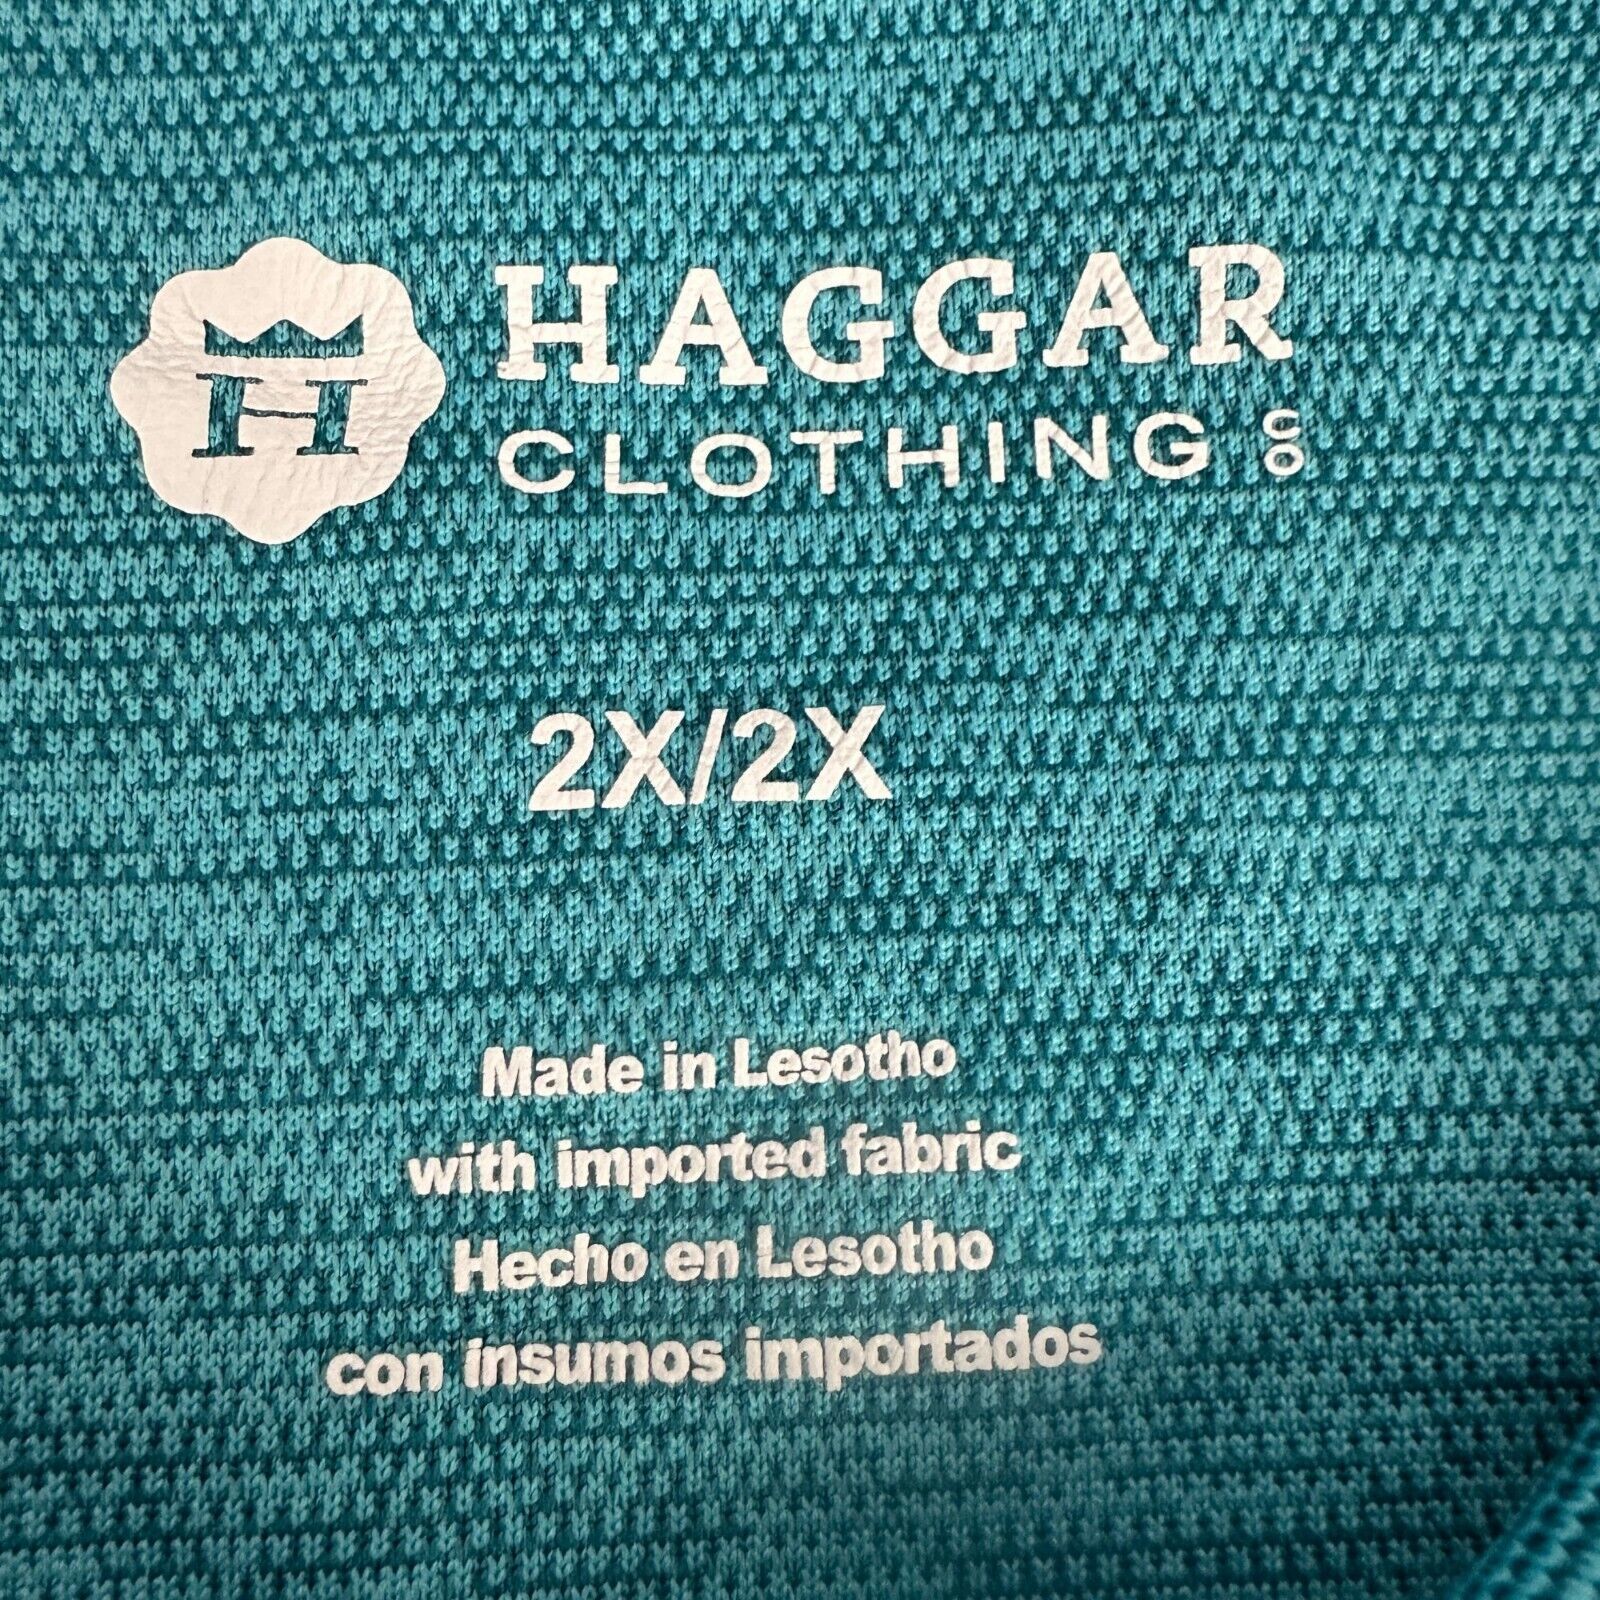 H
HAGGAR
CLOTHING CO
2X/2X
Made in Lesotho
with imported fabric
Hecho en Lesotho
con insumos importados